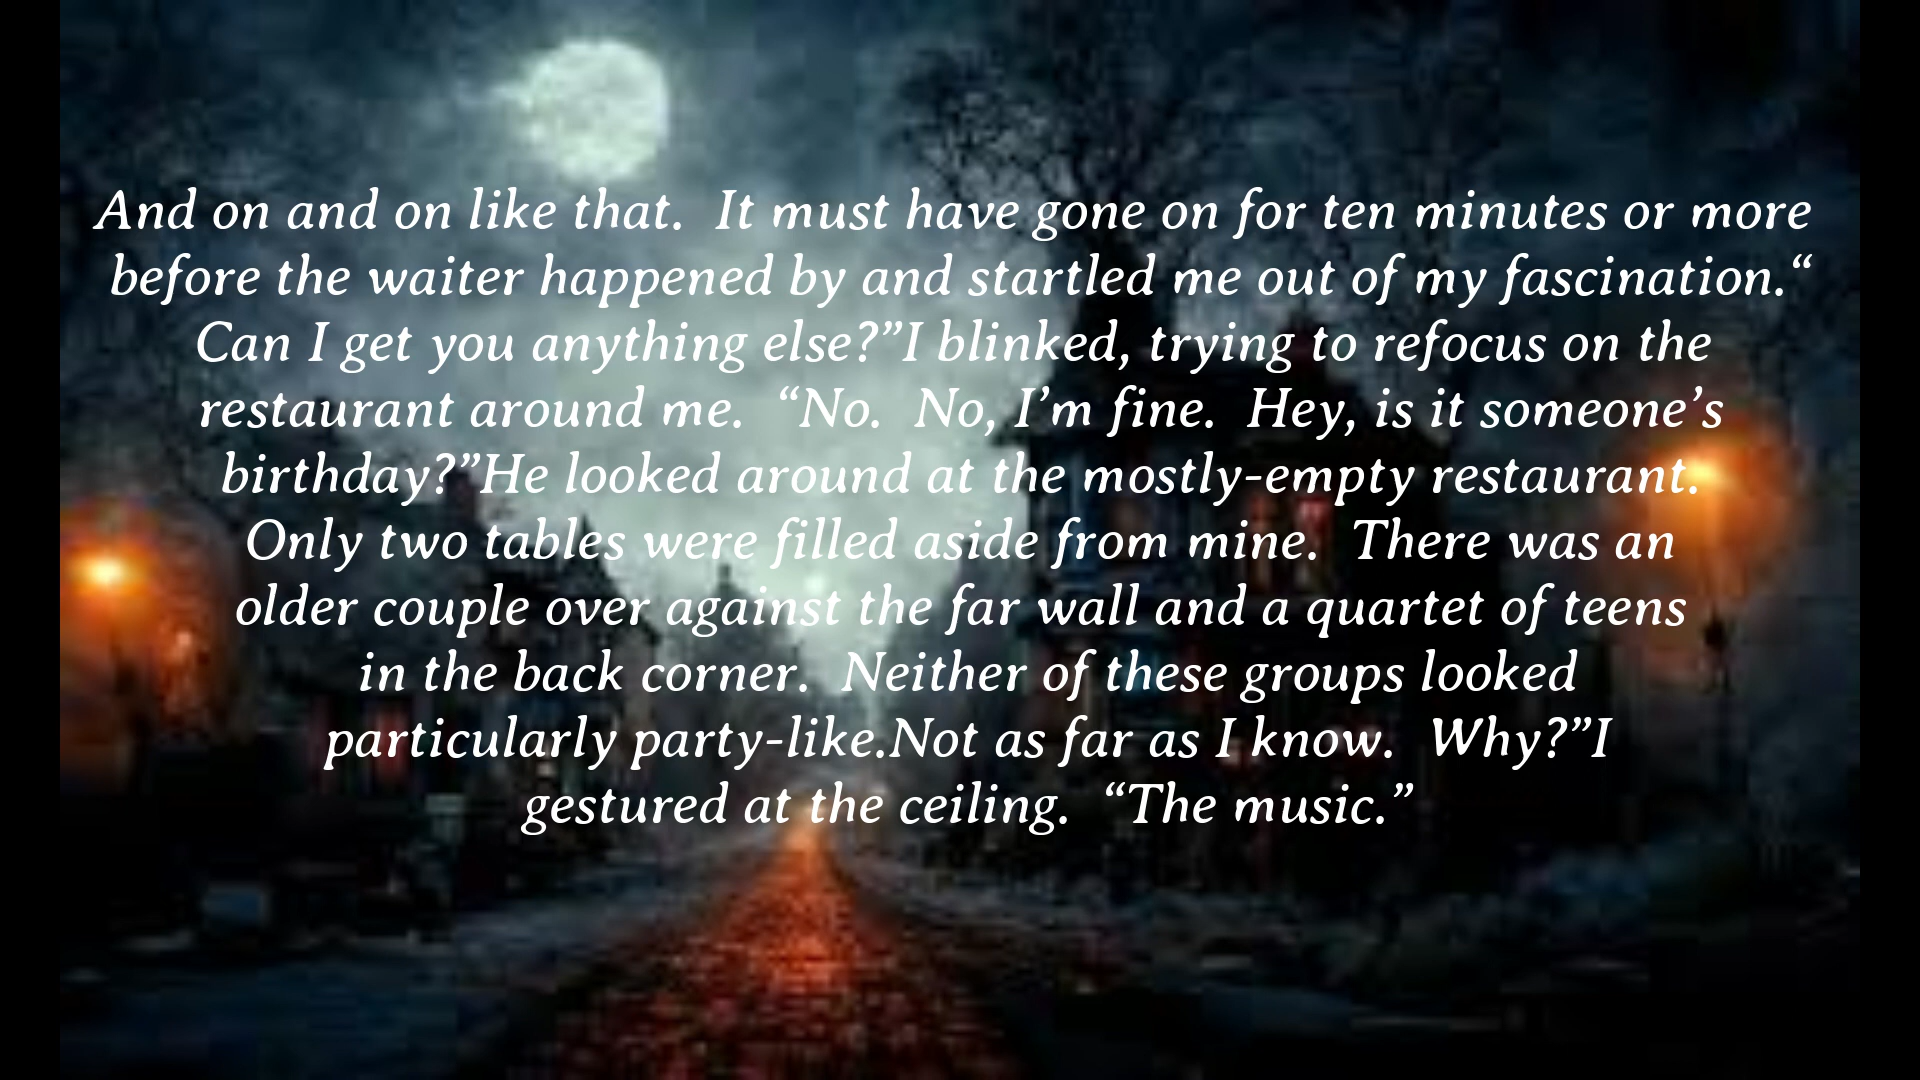 And on and on like that.  It must have gone on for ten minutes or more
before the waiter happened by and startled me out of my fascination.“
Can I get you anything else?”I blinked, trying to refocus on the
restaurant around me.  “No.  No, I’m fine.  Hey, is it someone’s
birthday?”He looked around at the mostly-empty restaurant.
Only two tables were filled aside from mine.  There was an
older couple over against the far wall and a quartet of teens
in the back corner.  Neither of these groups looked
particularly party-like.Not as far as I know.  Why?”I
gestured at the ceiling.  “The music.”